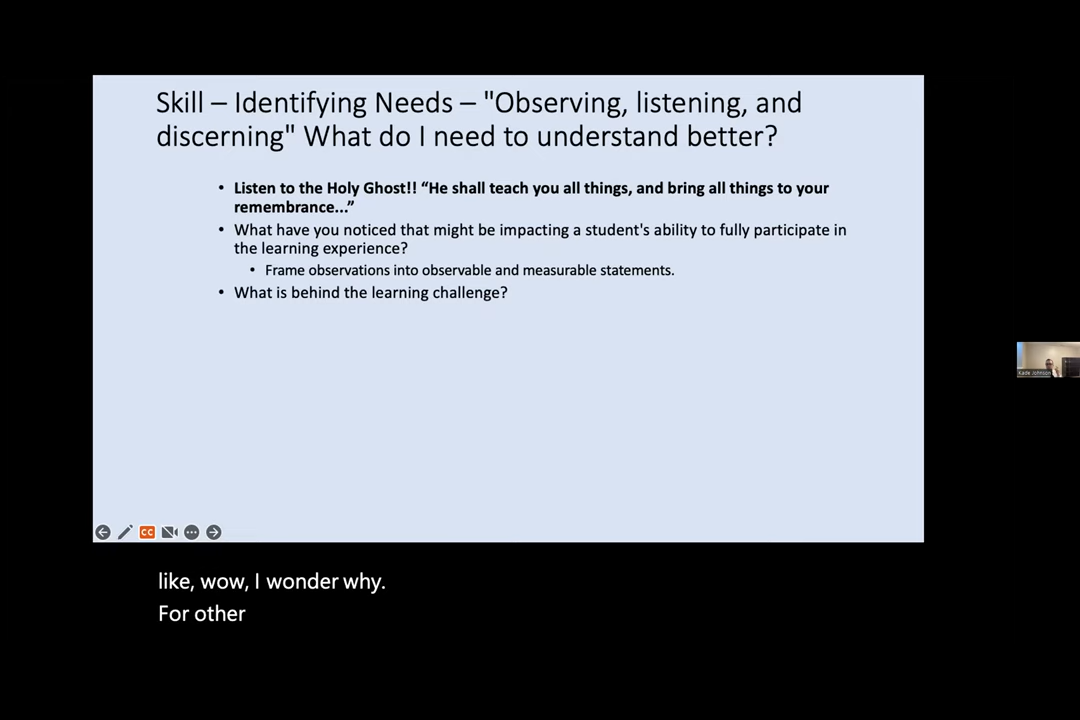 Skill – Identifying Needs – "Observing, listening, and
discerning" What do I need to understand better?
• Listen to the Holy Ghost!! “He shall teach you all things, and bring all things to your
remembrance...”
• What have you noticed that might be impacting a student's ability to fully participate in
the learning experience?
• Frame observations into observable and measurable statements.
• What is behind the learning challenge?
Kade Johnson
CC
like, wow, I wonder why.
For other